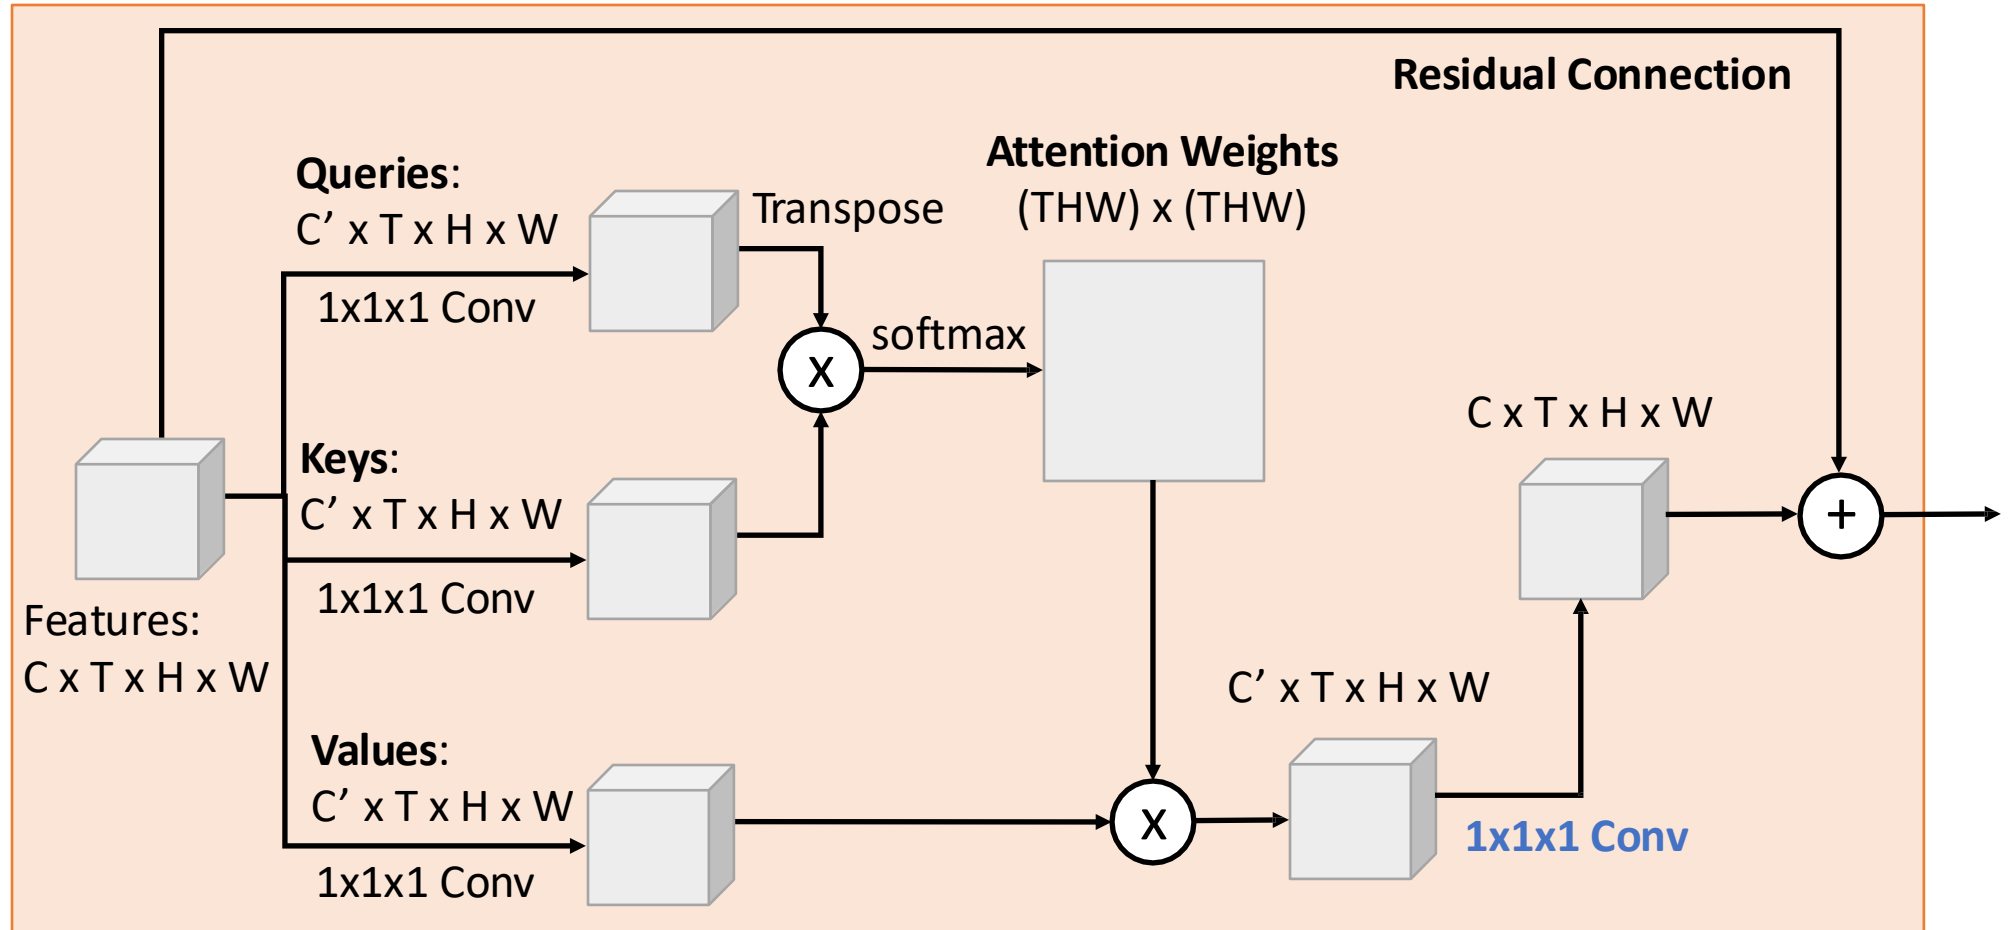 Residual Connection
Attention Weights
(THW) x (THW)
Queries:
C’ x T x H x W
1x1x1 Conv
Transpose
x
softmax
Keys:
C’ x T x H x W
1x1x1 Conv
Features:
C x T x H x W
Values:
C’ x T x H x W
1x1x1 Conv
x
C’ x T x H x W
1x1x1 Conv
C x T x H x W
+